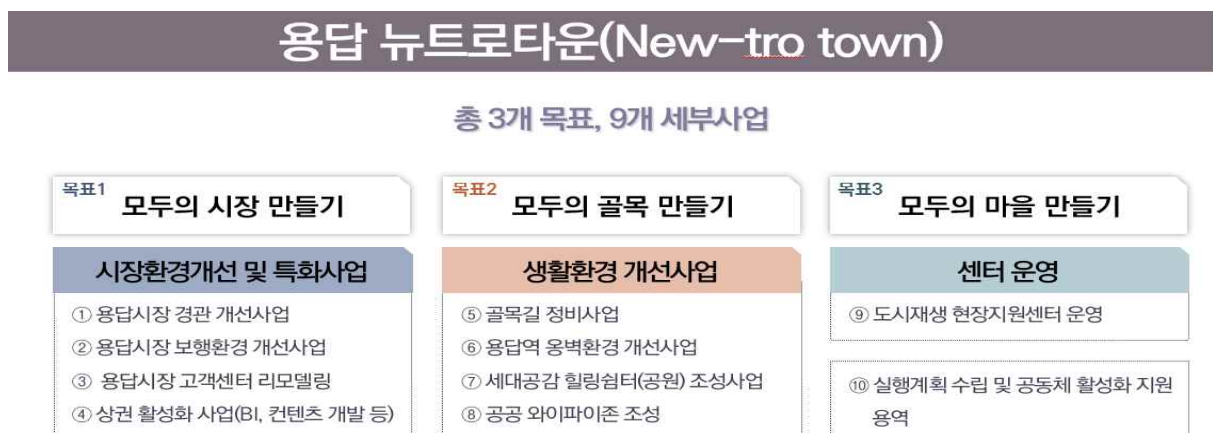 용답 뉴트로타운(New-tro town)
총 3개 목표, 9개 세부사업
목표1 모두의 시장 만들기
시장환경개선 및 특화사업
① 용답시장 경관 개선사업
② 용답시장 보행환경 개선사업
③ 용답시장 고객센터 리모델링
④ 상권 활성화 사업(BI, 컨텐츠 개발 등)
목표2 모두의 골목 만들기
생활환경 개선사업
⑤ 골목길 정비사업
⑥ 용답역 옹벽환경 개선사업
⑦ 세대공감 힐링쉼터(공원) 조성사업
⑧ 공공 와이파이존 조성
목표3 모두의 마을 만들기
센터 운영
⑨ 도시재생 현장지원센터 운영
⑩ 실행계획 수립 및 공동체 활성화 지원
용역